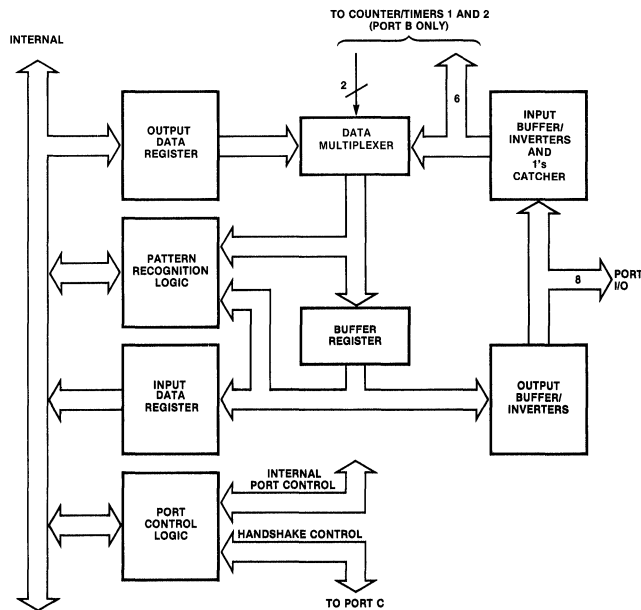 TO COUNTER/TIMERS 1 AND 2
(PORT B ONLY)
INTERNAL
2
6
OUTPUT
DATA
REGISTER
DATA
MULTIPLEXER
INPUT
BUFFER/
INVERTERS
AND
1's
CATCHER
PATTERN
RECOGNITION
LOGIC
8
PORT
I/O
BUFFER
REGISTER
INPUT
DATA
REGISTER
OUTPUT
BUFFER/
INVERTERS
PORT
CONTROL
LOGIC
INTERNAL
PORT CONTROL
HANDSHAKE CONTROL
TO PORT C